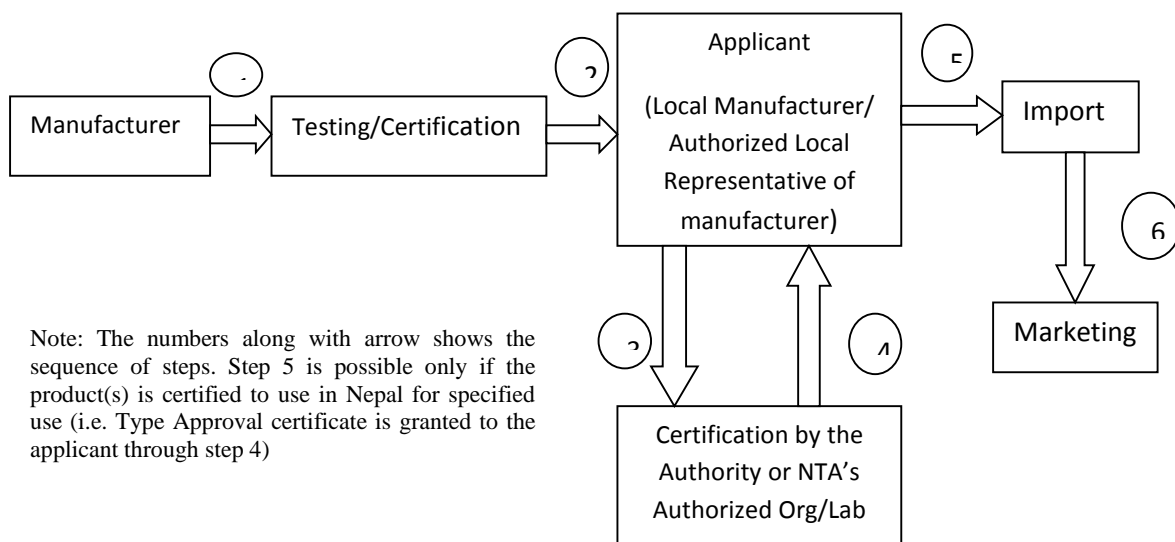 Manufacturer
Testing/Certification
Applicant
(Local Manufacturer/
Authorized Local
Representative of
manufacturer)
Import
6
Marketing
Note: The numbers along with arrow shows the
sequence of steps. Step 5 is possible only if the
product(s) is certified to use in Nepal for specified
use (i.e. Type Approval certificate is granted to the
applicant through step 4)
Certification by the
Authority or NTA's
Authorized Org/Lab